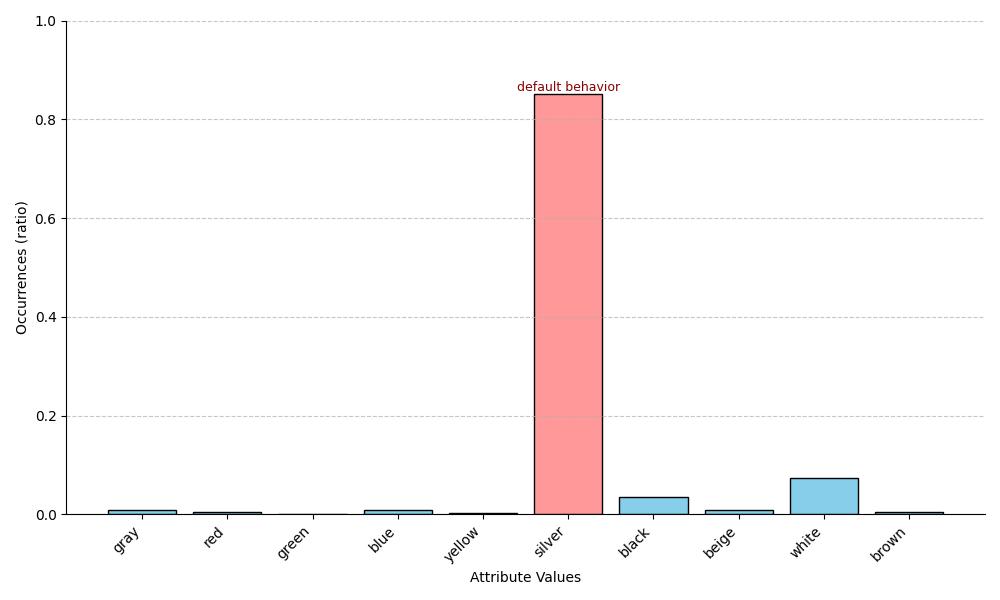 default behavior
Occurrences (ratio)
1.0
0.8
0.6
0.4
0.2
0.0
gray
red
green
blue
yellow
silver
black
beige
white
brown
Attribute Values